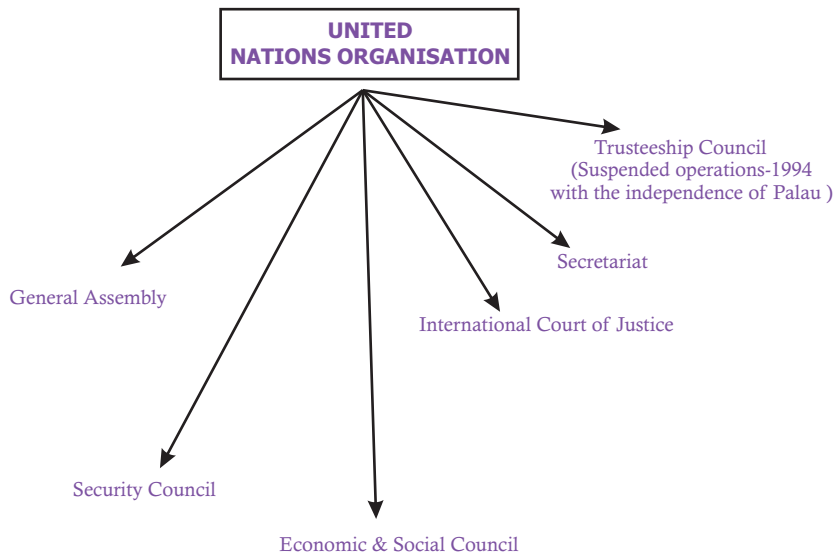 UNITED
NATIONS ORGANISATION
Trusteeship Council
(Suspended operations-1994
with the independence of Palau )
Secretariat
General Assembly
International Court of Justice
Security Council
Economic & Social Council